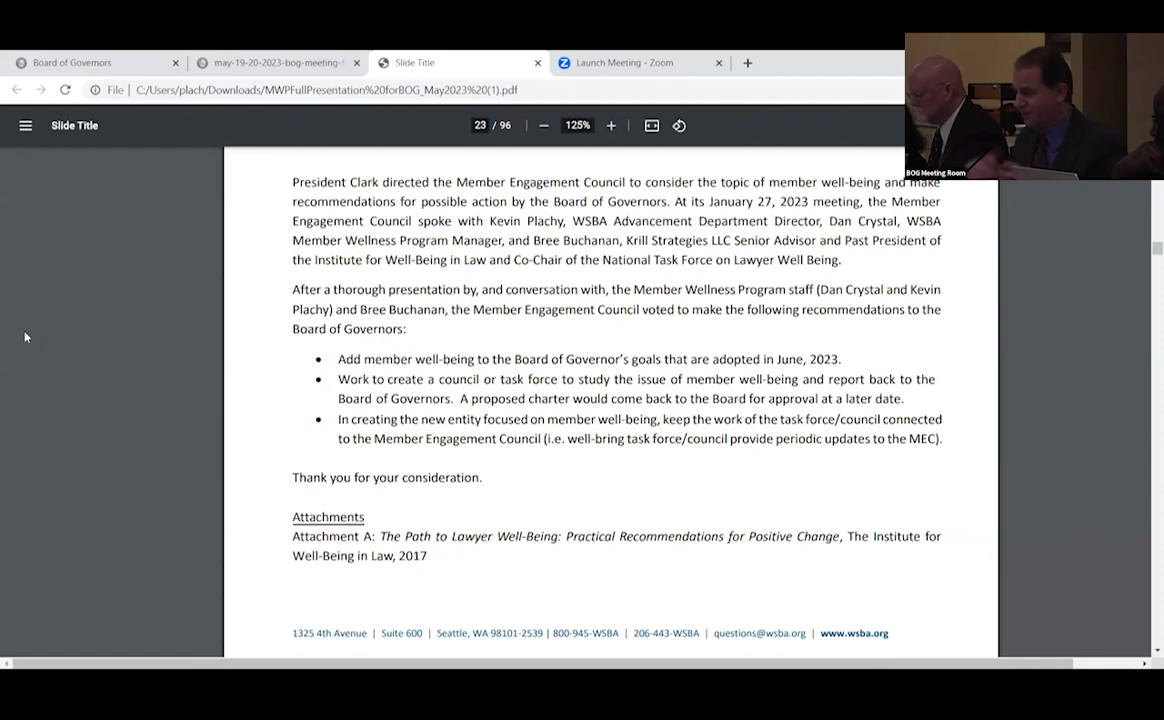 Board of Governors
may-19-20-2023-bog-meeting-
Slide Title
Launch Meeting - Zoom
File | C:/Users/plach/Downloads/MWPFullPresentation%20forBOG_May2023%20(1).pdf
Slide Title
23 / 96
125%
BOG Meeting Room
President Clark directed the Member Engagement Council to consider the topic of member well-being and make
recommendations for possible action by the Board of Governors. At its January 27, 2023 meeting, the Member
Engagement Council spoke with Kevin Plachy, WSBA Advancement Department Director, Dan Crystal, WSBA
Member Wellness Program Manager, and Bree Buchanan, Krill Strategies LLC Senior Advisor and Past President of
the Institute for Well-Being in Law and Co-Chair of the National Task Force on Lawyer Well Being.
After a thorough presentation by, and conversation with, the Member Wellness Program staff (Dan Crystal and Kevin
Plachy) and Bree Buchanan, the Member Engagement Council voted to make the following recommendations to the
Board of Governors:
• Add member well-being to the Board of Governor's goals that are adopted in June, 2023.
• Work to create a council or task force to study the issue of member well-being and report back to the
Board of Governors. A proposed charter would come back to the Board for approval at a later date.
• In creating the new entity focused on member well-being, keep the work of the task force/council connected
to the Member Engagement Council (i.e. well-bring task force/council provide periodic updates to the MEC).
Thank you for your consideration.
Attachments
Attachment A: The Path to Lawyer Well-Being: Practical Recommendations for Positive Change, The Institute for
Well-Being in Law, 2017
1325 4th Avenue | Suite 600 | Seattle, WA 98101-2539 | 800-945-WSBA | 206-443-WSBA | questions@wsba.org | www.wsba.org